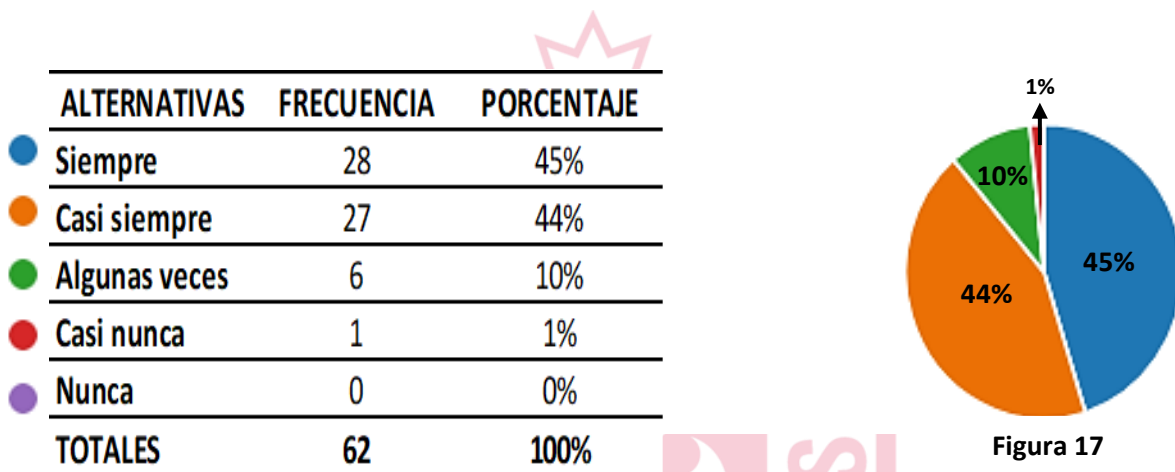 ALTERNATIVAS FRECUENCIA PORCENTAJE
Siempre 28 45%
Casi siempre 27 44%
Algunas veces 6 10%
Casi nunca 1 1%
Nunca 0 0%
TOTALES 62 100%
1%
10%
45%
44%
Figura 17